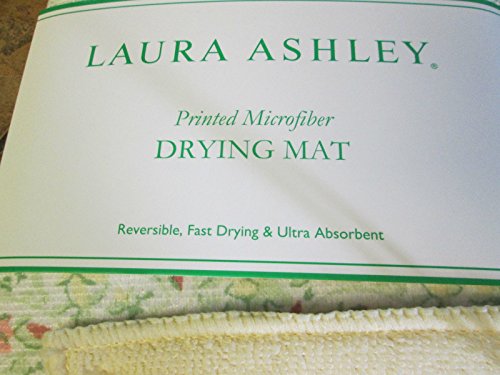 LAURA ASHLEY®
Printed Microfiber
DRYING MAT
Reversible, Fast Drying & Ultra Absorbent